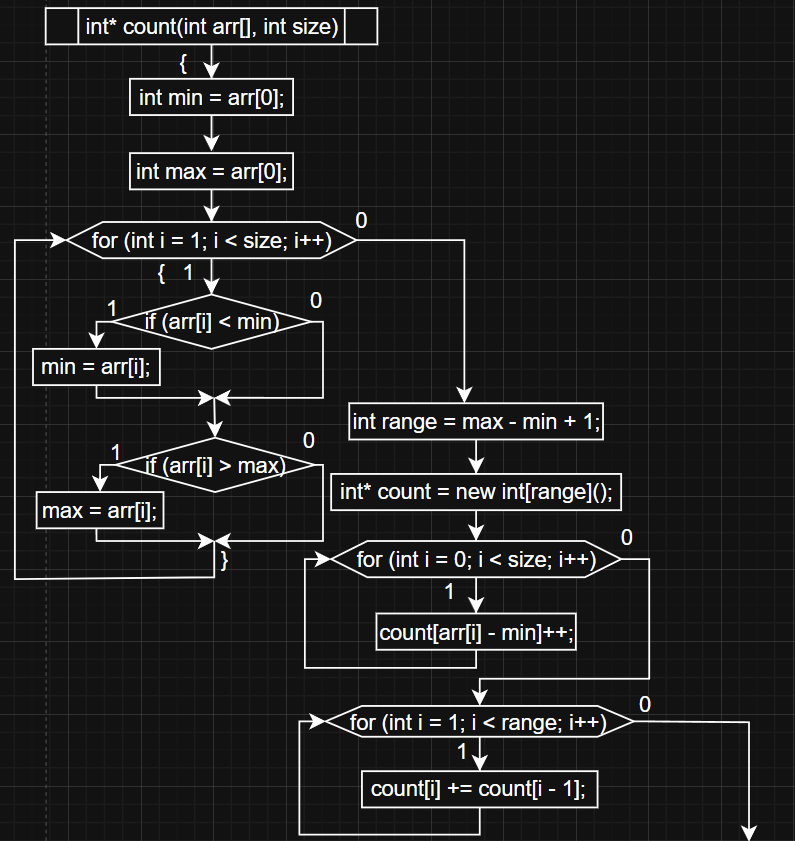 int* count(int arr[], int size)
{
int min = arr[0];
int max = arr[0];
for (int i = 1; i < size; i++)
0
{ 1
if (arr[i] < min)
1
0
min = arr[i];
if (arr[i] > max)
1
0
max = arr[i];
}
int range = max - min + 1;
int* count = new int[range]();
for (int i = 0; i < size; i++)
0
1
count[arr[i] - min]++;
for (int i = 1; i < range; i++)
0
1
count[i] += count[i - 1];